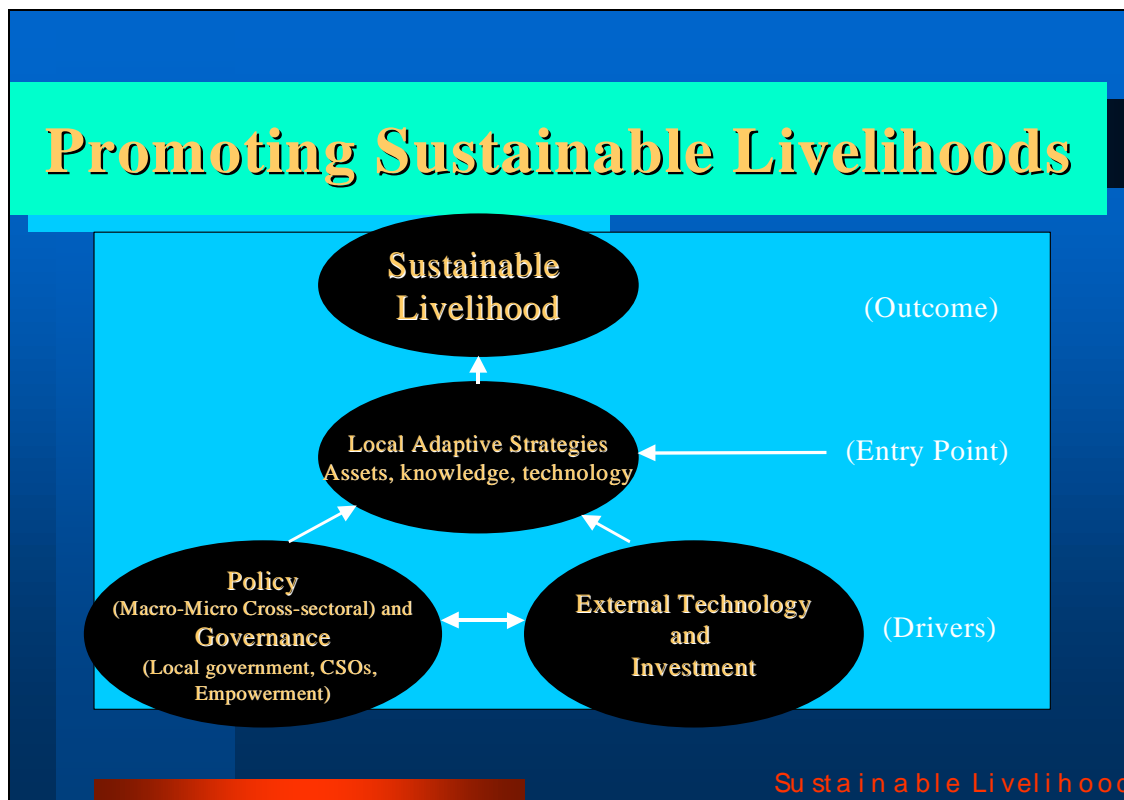 Promoting Sustainable Livelihoods
Sustainable
Livelihood
(Outcome)
Local Adaptive Strategies
Assets, knowledge, technology
(Entry Point)
Policy
(Macro-Micro Cross-sectoral) and
Governance
(Local government, CSOs,
Empowerment)
External Technology
and
Investment
(Drivers)
Sustainable